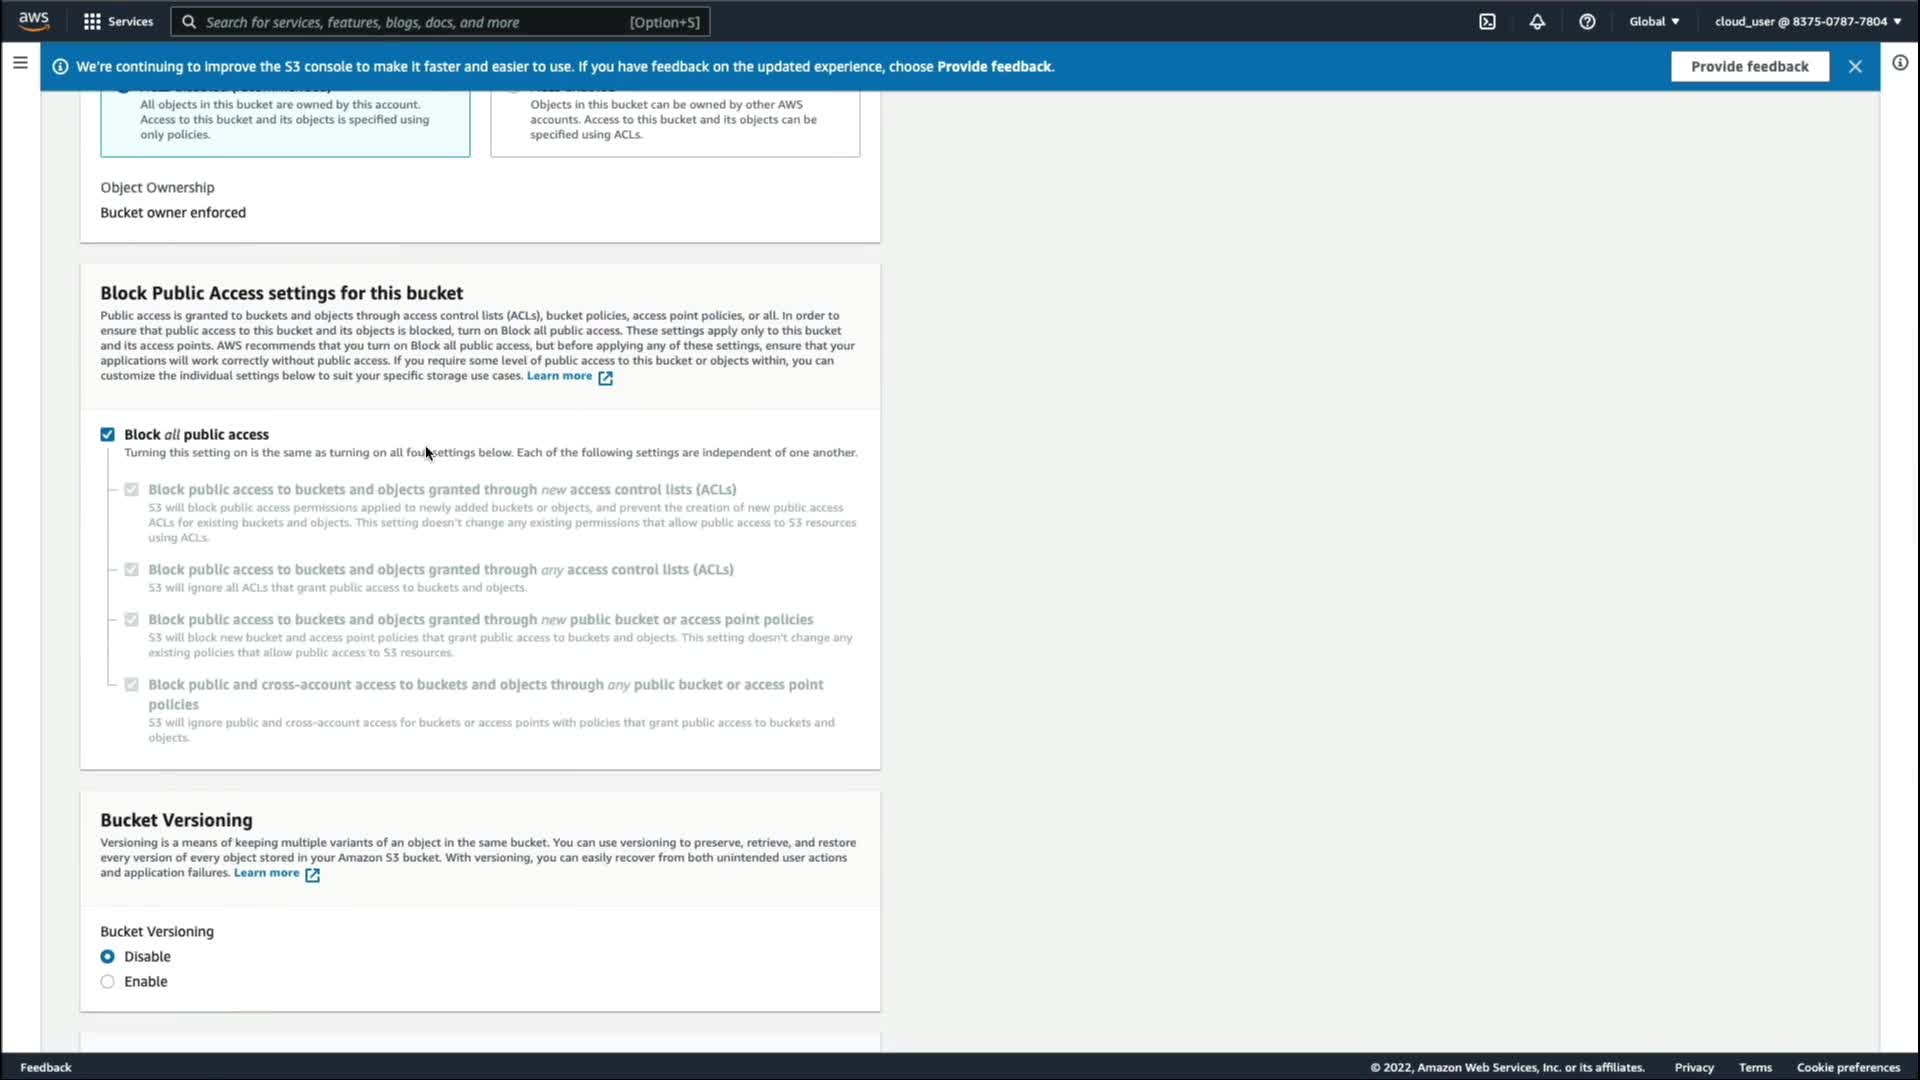 aws
Services
Search for services, features, blogs, docs, and more
[Option+S]
Global
cloud_user @ 8375-0787-7804
We're continuing to improve the S3 console to make it faster and easier to use. If you have feedback on the updated experience, choose Provide feedback.
Provide feedback
All objects in this bucket are owned by this account.
Access to this bucket and its objects is specified using
only policies.
Objects in this bucket can be owned by other AWS
accounts. Access to this bucket and its objects can be
specified using ACLs.
Object Ownership
Bucket owner enforced
Block Public Access settings for this bucket
Public access is granted to buckets and objects through access control lists (ACLs), bucket policies, access point policies, or all. In order to
ensure that public access to this bucket and its objects is blocked, turn on Block all public access. These settings apply only to this bucket
and its access points. AWS recommends that you turn on Block all public access, but before applying any of these settings, ensure that your
applications will work correctly without public access. If you require some level of public access to this bucket or objects within, you can
customize the individual settings below to suit your specific storage use cases. Learn more
Block all public access
Turning this setting on is the same as turning on all four settings below. Each of the following settings are independent of one another.
Block public access to buckets and objects granted through new access control lists (ACLs)
S3 will block public access permissions applied to newly added buckets or objects, and prevent the creation of new public access
ACLs for existing buckets and objects. This setting doesn't change any existing permissions that allow public access to S3 resources
using ACLs.
Block public access to buckets and objects granted through any access control lists (ACLs)
S3 will ignore all ACLs that grant public access to buckets and objects.
Block public access to buckets and objects granted through new public bucket or access point policies
S3 will block new bucket and access point policies that grant public access to buckets and objects. This setting doesn't change any
existing policies that allow public access to S3 resources.
Block public and cross-account access to buckets and objects through any public bucket or access point
policies
S3 will ignore public and cross-account access for buckets or access points with policies that grant public access to buckets and
objects.
Bucket Versioning
Versioning is a means of keeping multiple variants of an object in the same bucket. You can use versioning to preserve, retrieve, and restore
every version of every object stored in your Amazon S3 bucket. With versioning, you can easily recover from both unintended user actions
and application failures. Learn more
Bucket Versioning
Disable
Enable
Feedback
© 2022, Amazon Web Services, Inc. or its affiliates.
Privacy
Terms
Cookie preferences